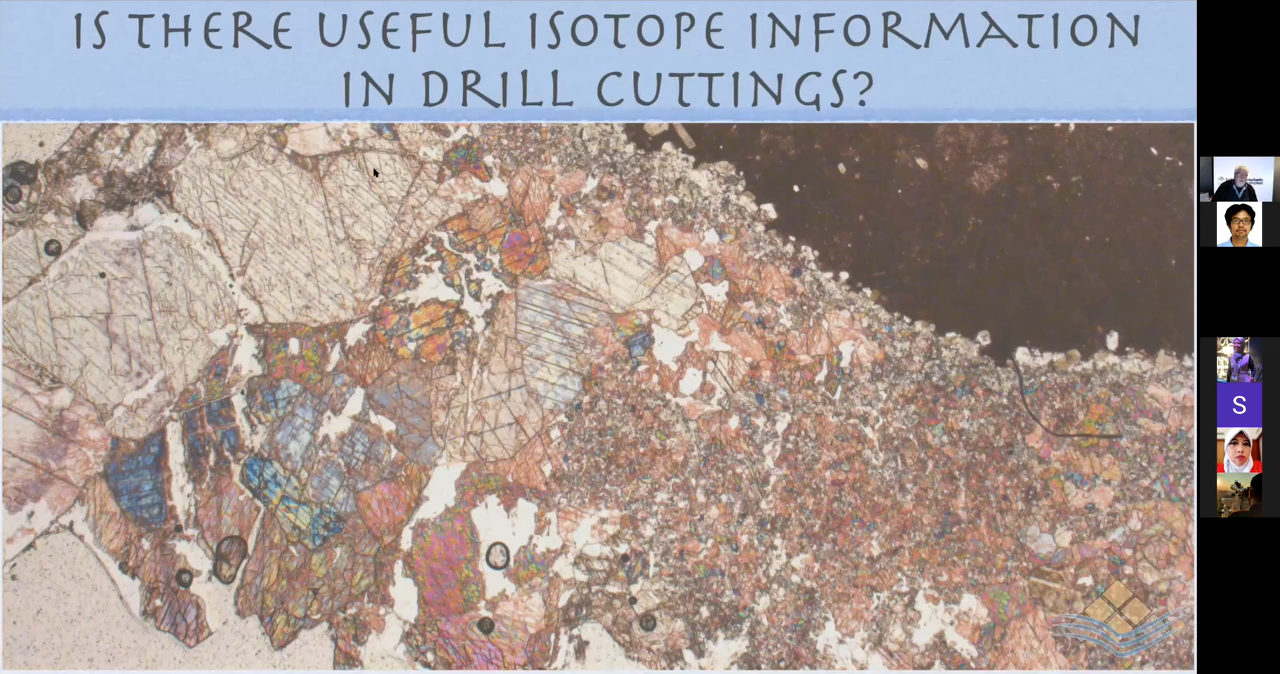 IS THERE USEFUL ISOTOPE INFORMATION
IN DRILL CUTTINGS?
S